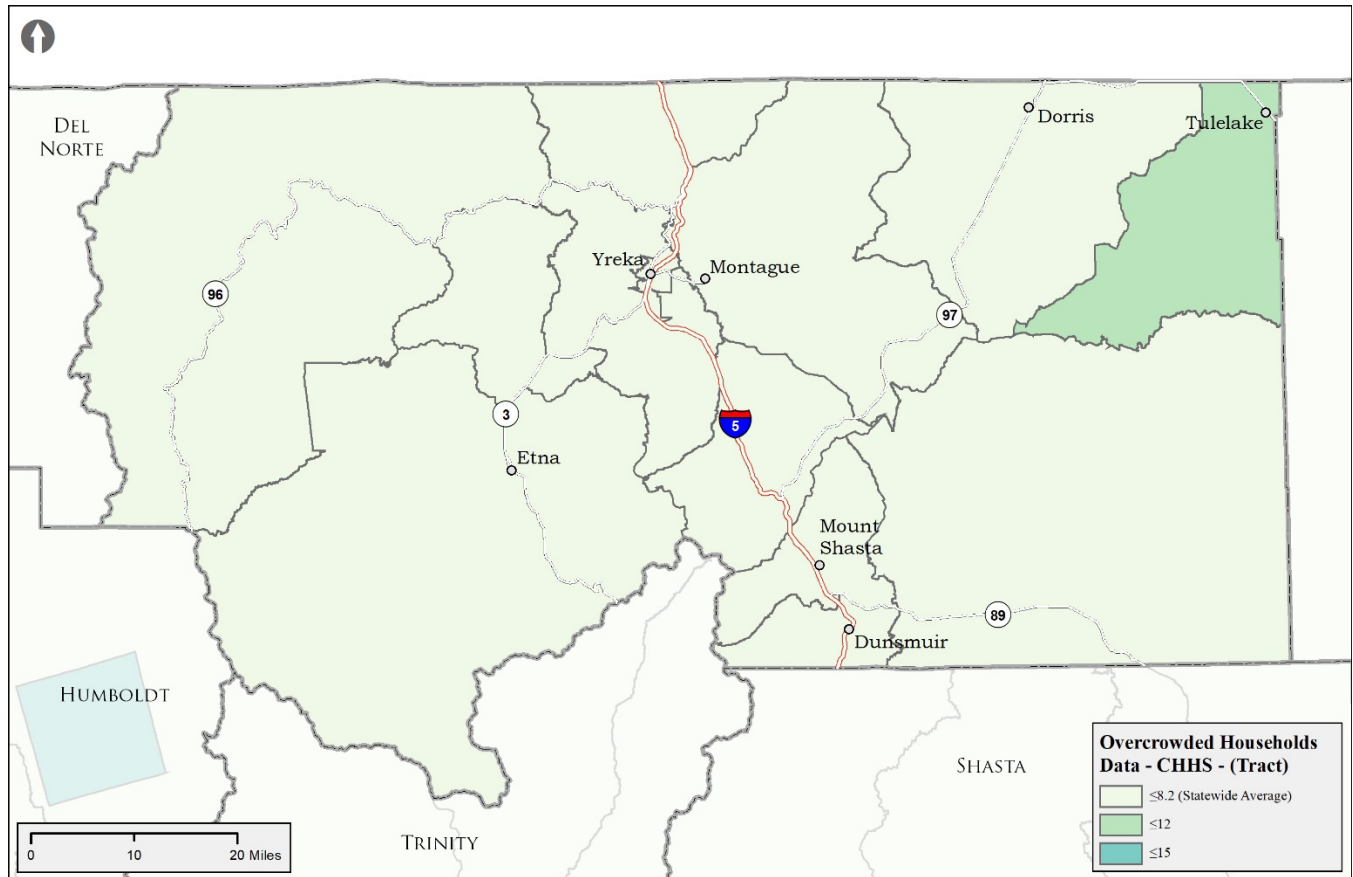 DEL
NORTE
Dorris
Tulelake
Yreka
Montague
96
97
3
5
Etna
Mount
Shasta
89
Dunsmuir
HUMBOLDT
SHASTA
TRINITY
Overcrowded Households
Data - CHHS - (Tract)
≤8.2 (Statewide Average)
≤12
≤15
0 10 20 Miles